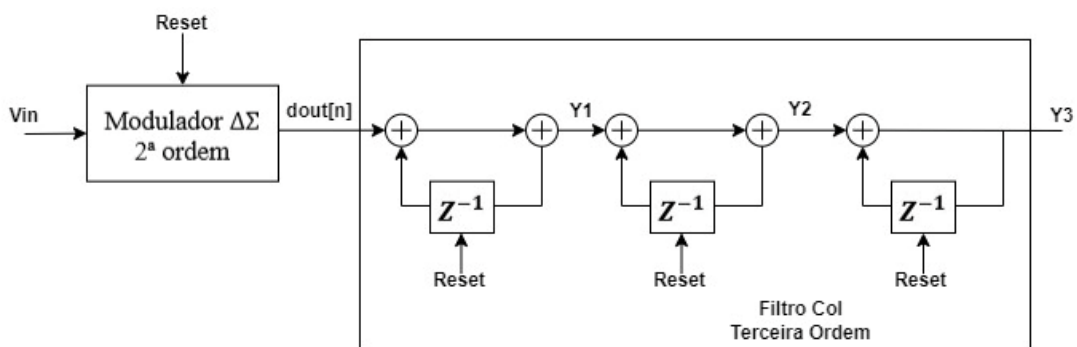 Reset
Vin
Modulador ΔΣ
2ª ordem
dout[n]
Y1
Y2
Y3
Z⁻¹
Z⁻¹
Z⁻¹
Reset
Reset
Reset
Filtro CoI
Terceira Ordem